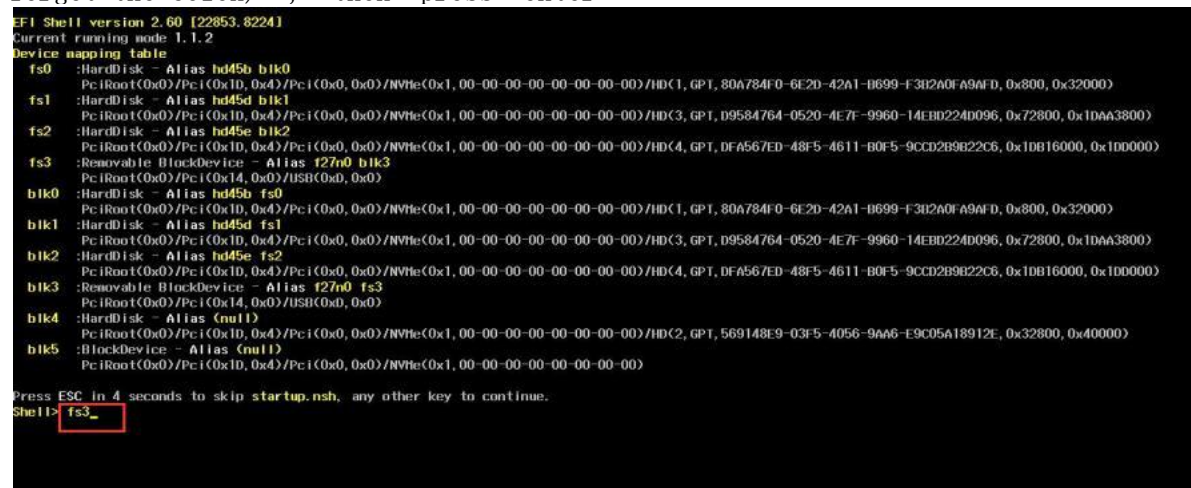 EFI Shell version 2.60 [22853.8224]
Current running mode 1.1.2
Device mapping table
fs0 :HardDisk - Alias hd45b blk0
PciRoot(0x0)/Pci(0x1D,0x4)/Pci(0x0,0x0)/NVMe(0x1,00-00-00-00-00-00-00-00)/HD(1,GPT,80A784F0-6E2D-42A1-B699-F3B2A0FA9AFD,0x800,0x32000)
fs1 :HardDisk - Alias hd45d blk1
PciRoot(0x0)/Pci(0x1D,0x4)/Pci(0x0,0x0)/NVMe(0x1,00-00-00-00-00-00-00-00)/HD(3,GPT,D9584764-0520-4E7F-9960-14EBD224D096,0x72800,0x1DAA3800)
fs2 :HardDisk - Alias hd45e blk2
PciRoot(0x0)/Pci(0x1D,0x4)/Pci(0x0,0x0)/NVMe(0x1,00-00-00-00-00-00-00-00)/HD(4,GPT,DFA567ED-48F5-4611-B0F5-9CCD2B9B22C6,0x1DB16000,0x1DD000)
fs3 :Removable BlockDevice - Alias f27n0 blk3
PciRoot(0x0)/Pci(0x14,0x0)/USB(0xD,0x0)
blk0 :HardDisk - Alias hd45b fs0
PciRoot(0x0)/Pci(0x1D,0x4)/Pci(0x0,0x0)/NVMe(0x1,00-00-00-00-00-00-00-00)/HD(1,GPT,80A784F0-6E2D-42A1-B699-F3B2A0FA9AFD,0x800,0x32000)
blk1 :HardDisk - Alias hd45d fs1
PciRoot(0x0)/Pci(0x1D,0x4)/Pci(0x0,0x0)/NVMe(0x1,00-00-00-00-00-00-00-00)/HD(3,GPT,D9584764-0520-4E7F-9960-14EBD224D096,0x72800,0x1DAA3800)
blk2 :HardDisk - Alias hd45e fs2
PciRoot(0x0)/Pci(0x1D,0x4)/Pci(0x0,0x0)/NVMe(0x1,00-00-00-00-00-00-00-00)/HD(4,GPT,DFA567ED-48F5-4611-B0F5-9CCD2B9B22C6,0x1DB16000,0x1DD000)
blk3 :Removable BlockDevice - Alias f27n0 fs3
PciRoot(0x0)/Pci(0x14,0x0)/USB(0xD,0x0)
blk4 :HardDisk - Alias (null)
PciRoot(0x0)/Pci(0x1D,0x4)/Pci(0x0,0x0)/NVMe(0x1,00-00-00-00-00-00-00-00)/HD(2,GPT,569148E9-03F5-4056-9AA6-E9C05A18912E,0x32800,0x40000)
blk5 :BlockDevice - Alias (null)
PciRoot(0x0)/Pci(0x1D,0x4)/Pci(0x0,0x0)/NVMe(0x1,00-00-00-00-00-00-00-00)
Press ESC in 4 seconds to skip startup.nsh, any other key to continue.
Shell> fs3_